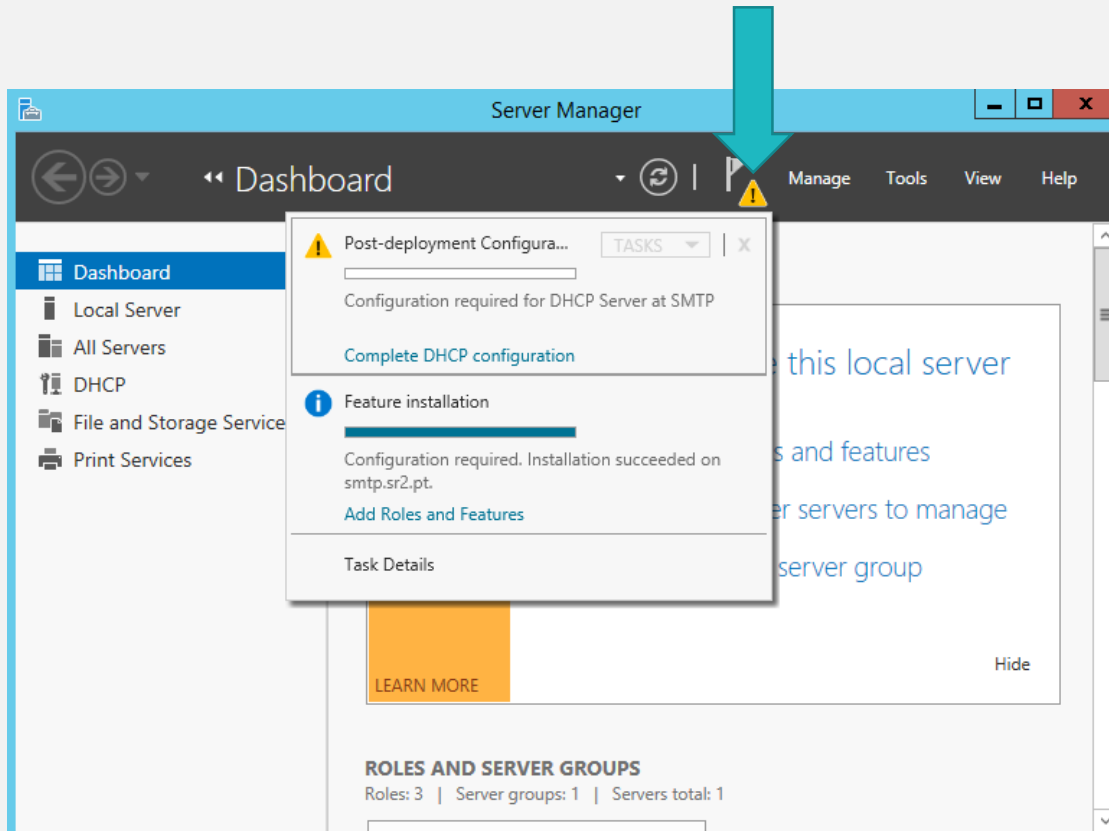 Server Manager
Dashboard
Manage Tools View Help
Dashboard
Local Server
All Servers
DHCP
File and Storage Service
Print Services
Post-deployment Configura...
TASKS
Configuration required for DHCP Server at SMTP
Complete DHCP configuration
Feature installation
Configuration required. Installation succeeded on
smtp.sr2.pt.
Add Roles and Features
Task Details
this local server
and features
servers to manage
server group
LEARN MORE
Hide
ROLES AND SERVER GROUPS
Roles: 3 | Server groups: 1 | Servers total: 1